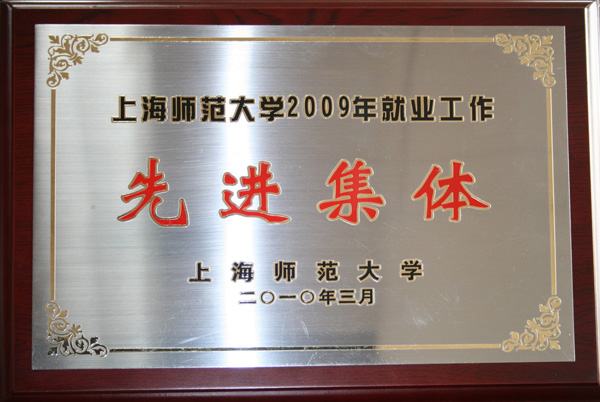 上海师范大学2009年就业工作
先进集体
上海师范大学
二〇一〇年三月